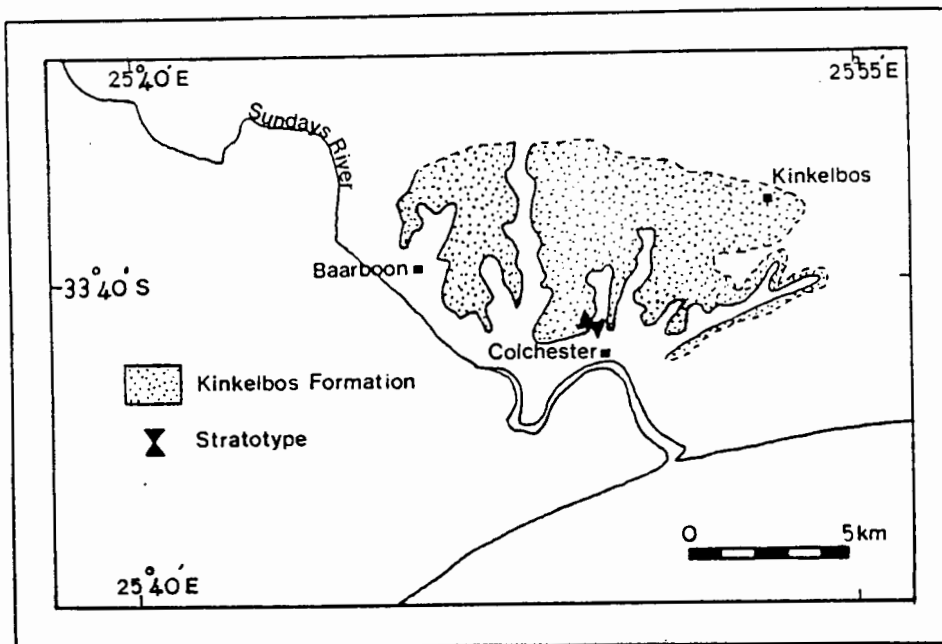 25°40'E
25°55'E
Sundays River
Kinkelbos
Baarboon
33°40'S
Colchester
Kinkelbos Formation
Stratotype
0 5km
25°40'E